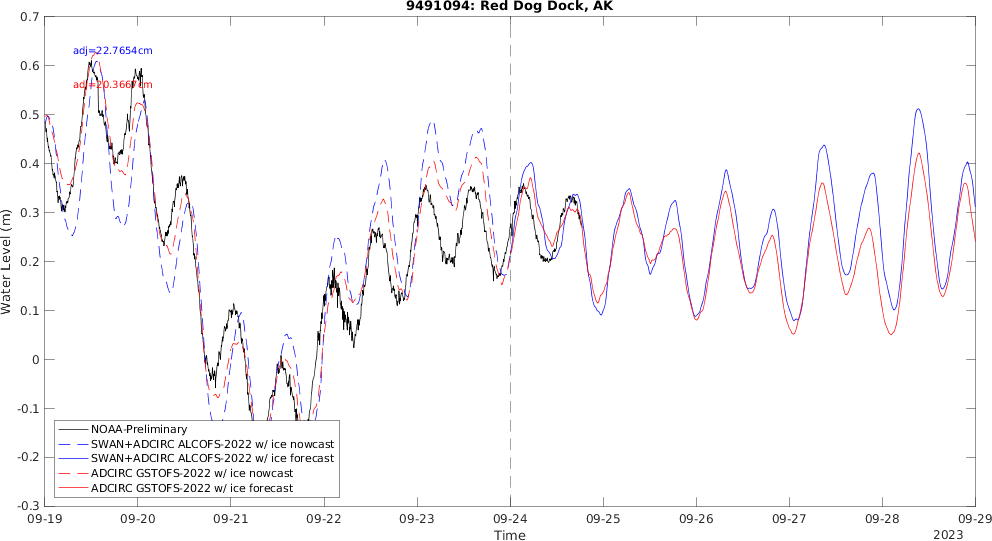 9491094: Red Dog Dock, AK
adj=22.7654cm
adj=20.3667cm
0.7
0.6
0.5
0.4
0.3
0.2
0.1
0
-0.1
-0.2
-0.3
Water Level (m)
NOAA-Preliminary
SWAN+ADCIRC ALCOFS-2022 w/ ice nowcast
SWAN+ADCIRC ALCOFS-2022 w/ ice forecast
ADCIRC GSTOFS-2022 w/ ice nowcast
ADCIRC GSTOFS-2022 w/ ice forecast
09-19 09-20 09-21 09-22 09-23 09-24 09-25 09-26 09-27 09-28 09-29
Time
2023